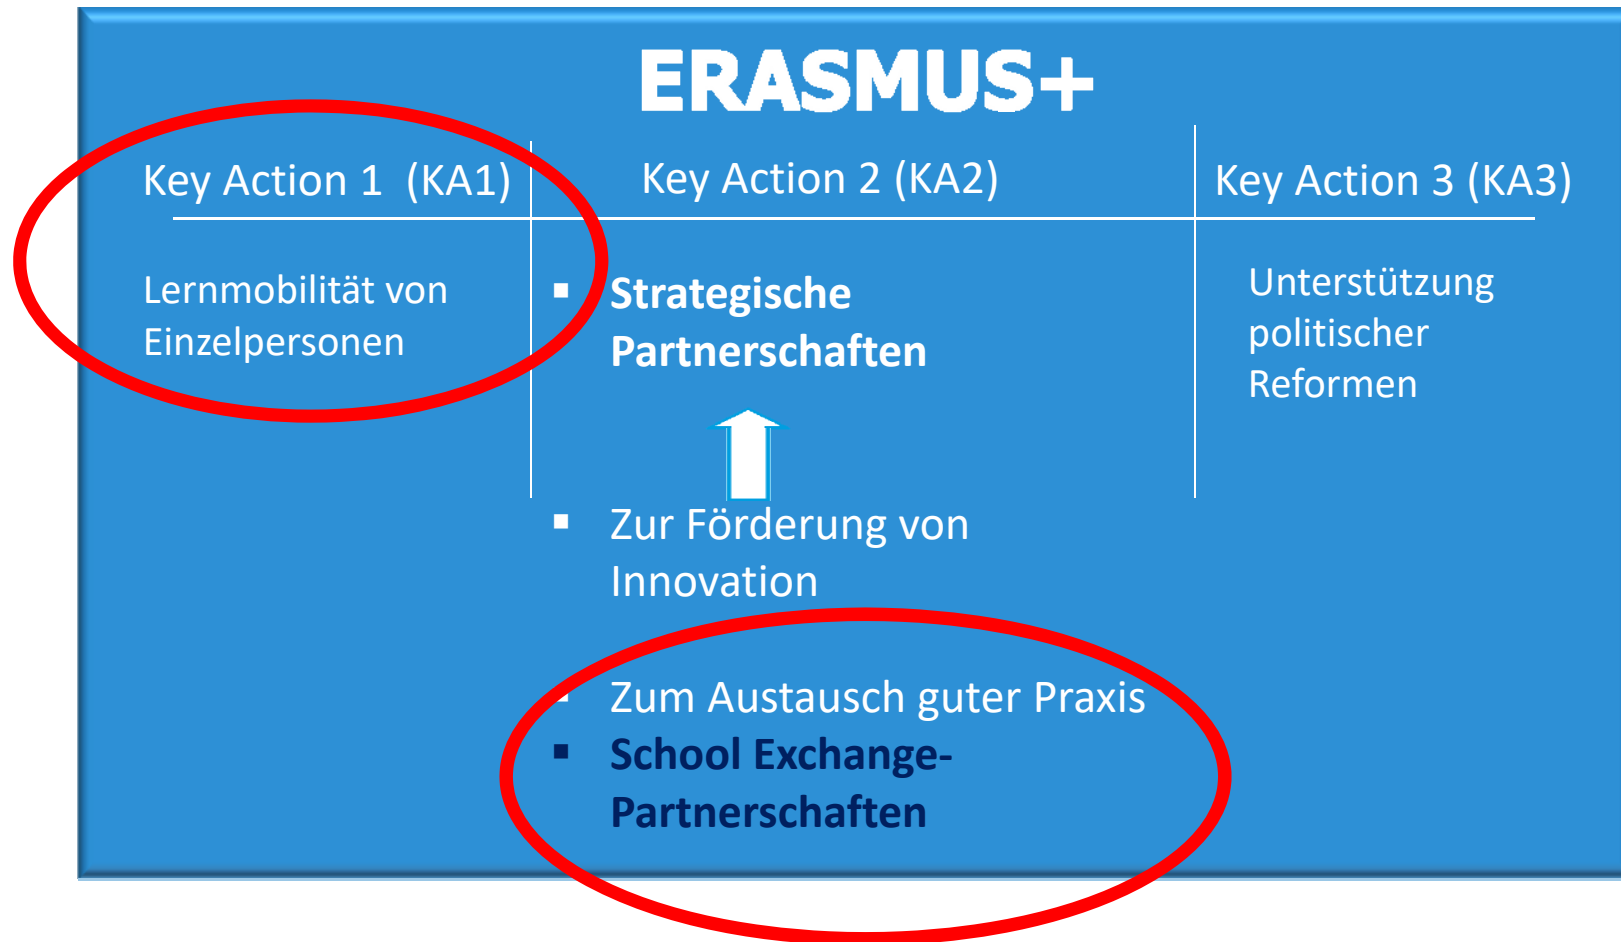 ERASMUS+
Key Action 1 (KA1)
Key Action 2 (KA2)
Key Action 3 (KA3)
Lernmobilität von
Einzelpersonen
▪ Strategische
Partnerschaften
Unterstützung
politischer
Reformen
▪ Zur Förderung von
Innovation
▪ Zum Austausch guter Praxis
▪ School Exchange-
Partnerschaften